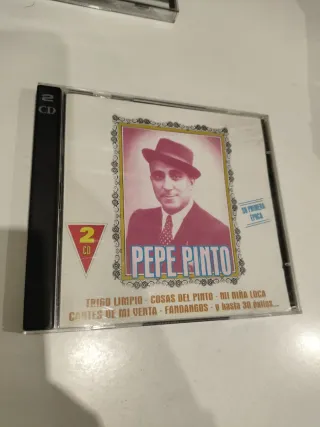 2
CD
2
CD
SU PRIMERA
EPOCA
PEPE PINTO
TRIGO LIMPIO - COSAS DEL PINTO - MI NIÑA LOCA
CANTES DE MI VENTA - FANDANGOS - y hasta 30 éxitos...